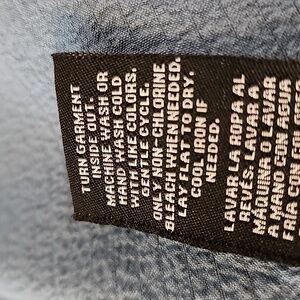 TURN GARMENT
INSIDE OUT.
MACHINE WASH OR
HAND WASH COLD
WITH LIKE COLORS.
GENTLE CYCLE.
ONLY NON-CHLORINE
BLEACH WHEN NEEDED.
LAY FLAT TO DRY.
COOL IRON IF
NEEDED.
LAVAR LA ROPA AL
REVÉS. LAVAR A
MÁQUINA O LAVAR
A MANO CON AGUA
FRÍA CON